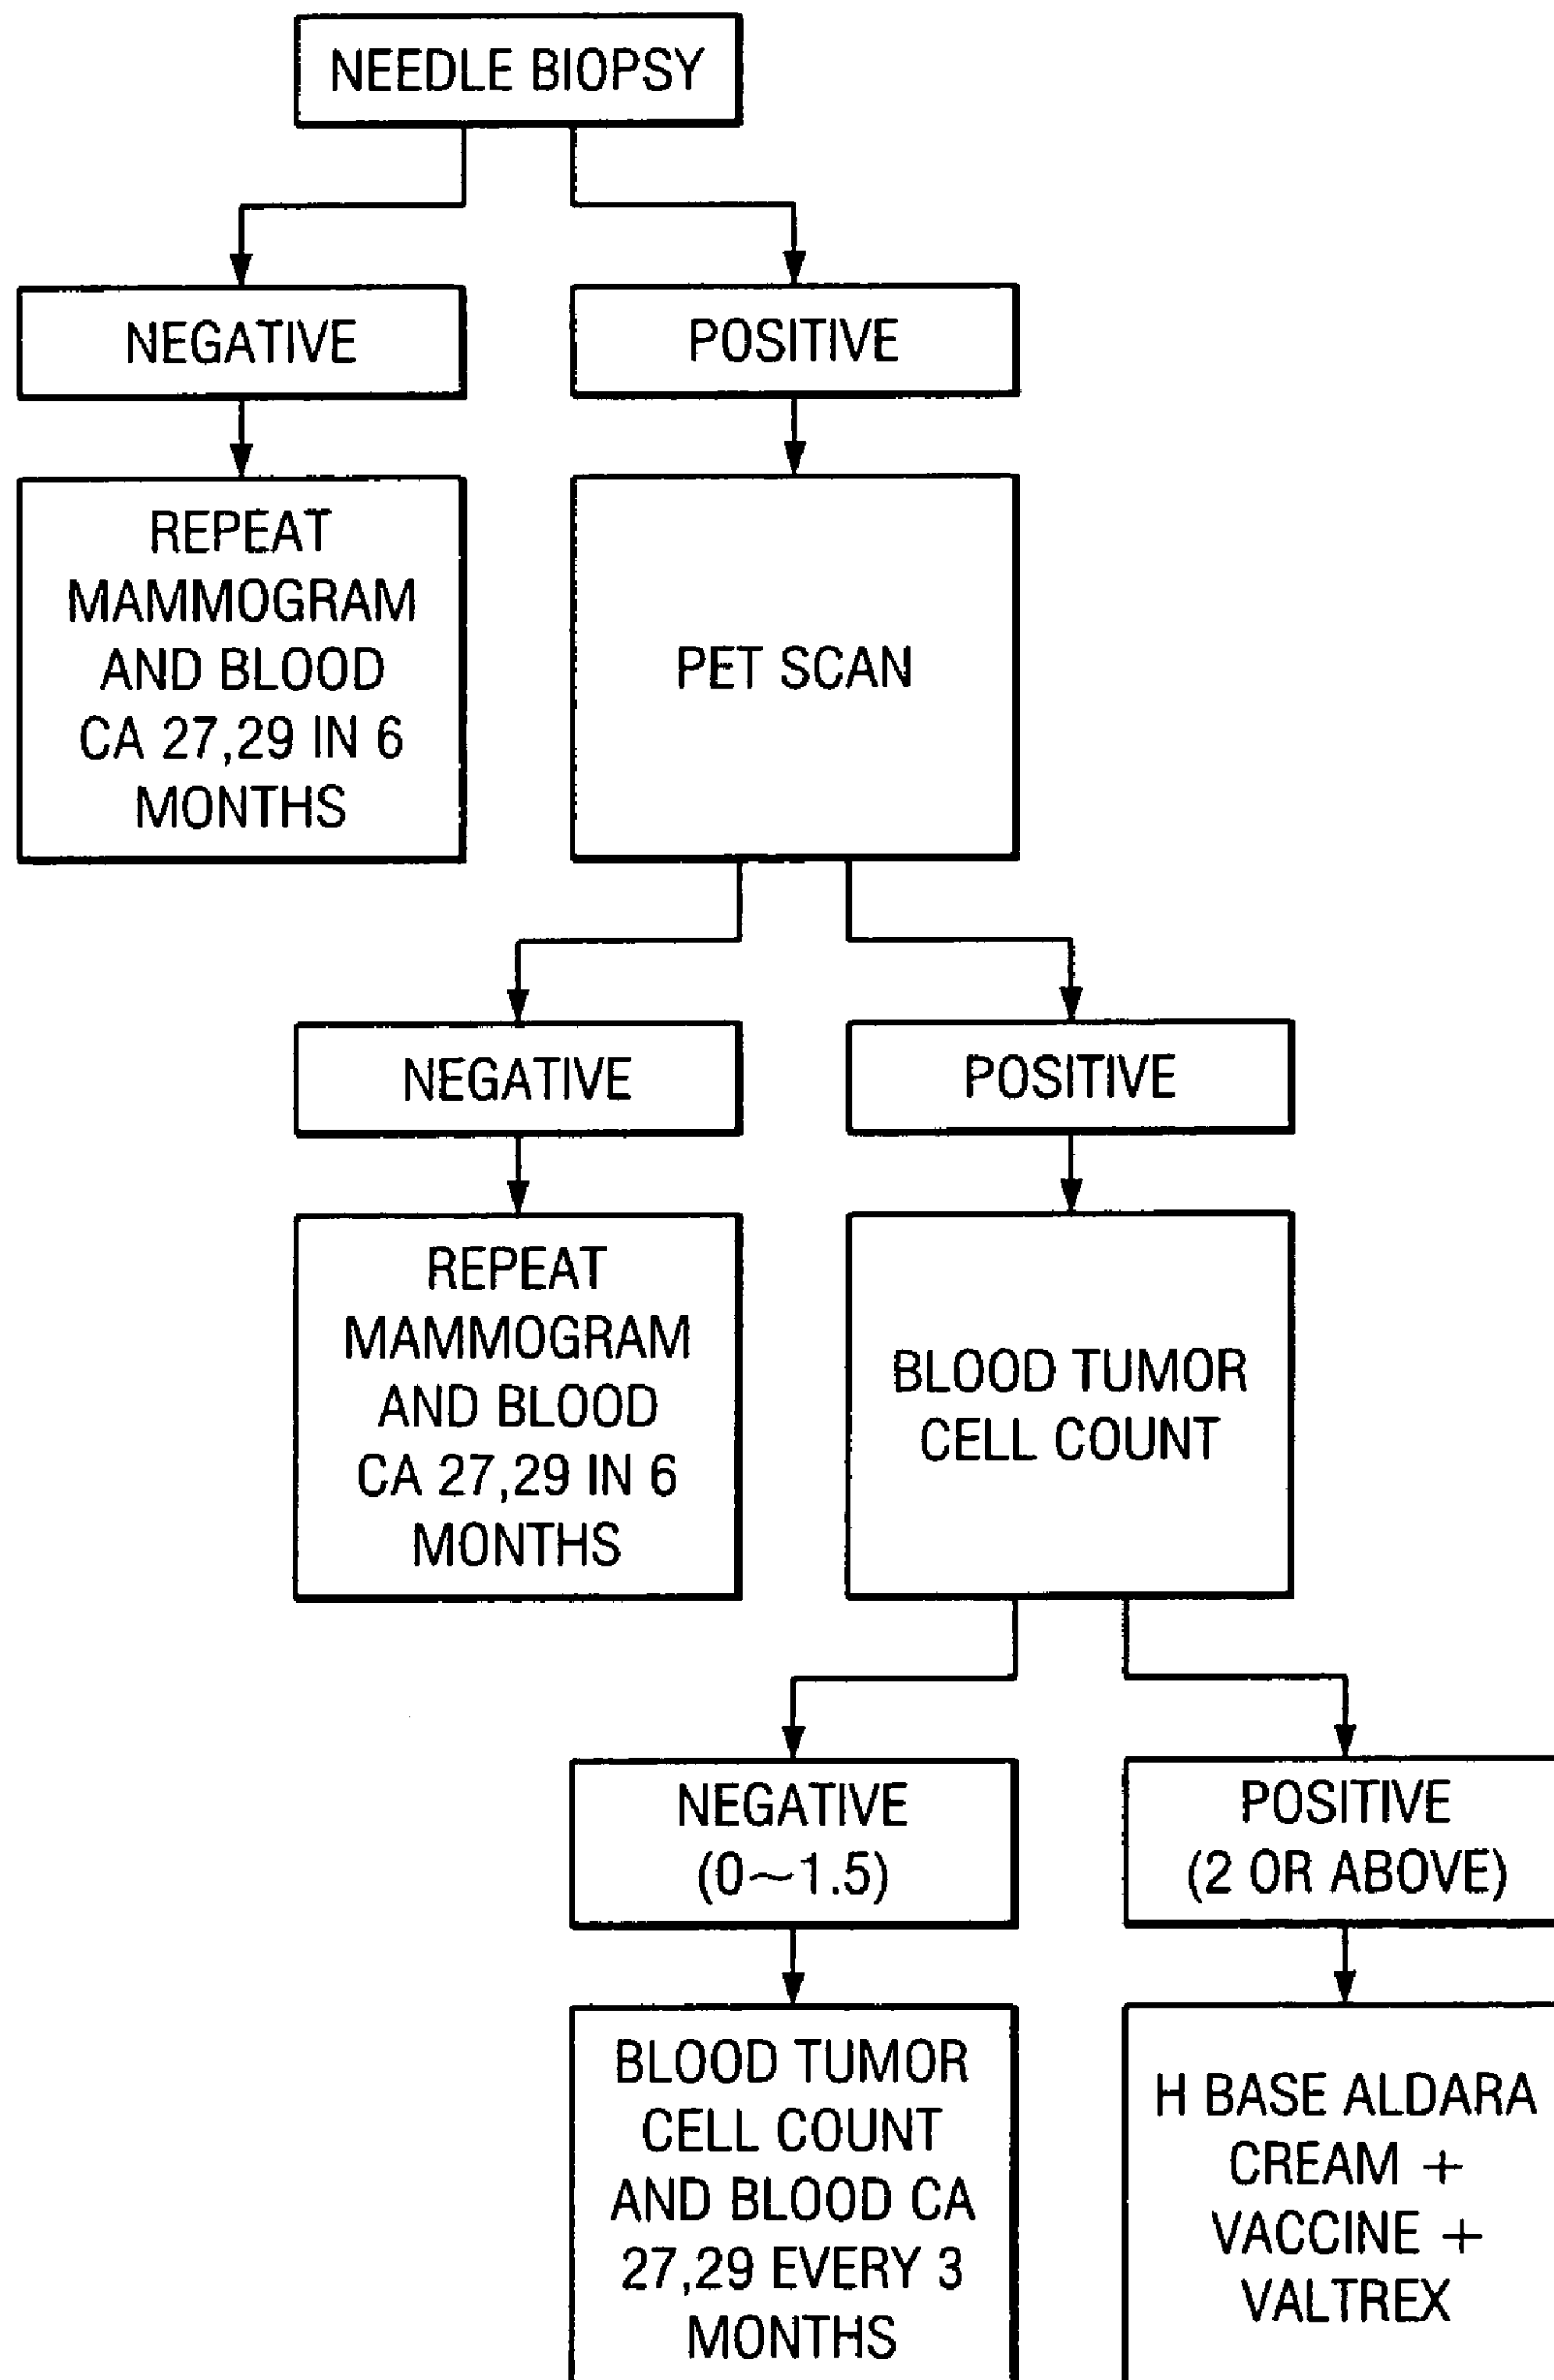 NEEDLE BIOPSY
NEGATIVE
POSITIVE
REPEAT
MAMMOGRAM
AND BLOOD
CA 27,29 IN 6
MONTHS
PET SCAN
NEGATIVE
POSITIVE
REPEAT
MAMMOGRAM
AND BLOOD
CA 27,29 IN 6
MONTHS
BLOOD TUMOR
CELL COUNT
NEGATIVE
(0~1.5)
POSITIVE
(2 OR ABOVE)
BLOOD TUMOR
CELL COUNT
AND BLOOD CA
27,29 EVERY 3
MONTHS
H BASE ALDARA
CREAM +
VACCINE +
VALTREX